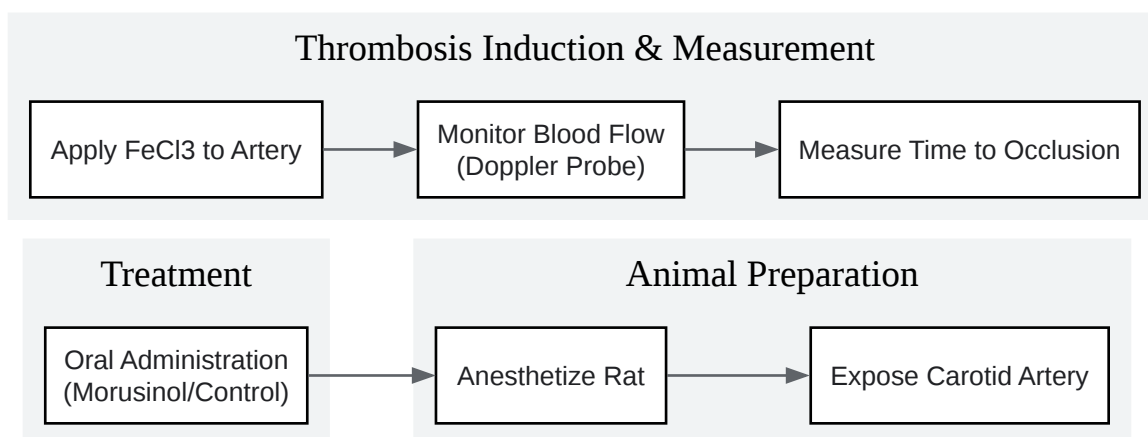 Thrombosis Induction & Measurement
Apply FeCl3 to Artery
Monitor Blood Flow
(Doppler Probe)
Measure Time to Occlusion
Treatment
Oral Administration
(Morusinol/Control)
Animal Preparation
Anesthetize Rat
Expose Carotid Artery